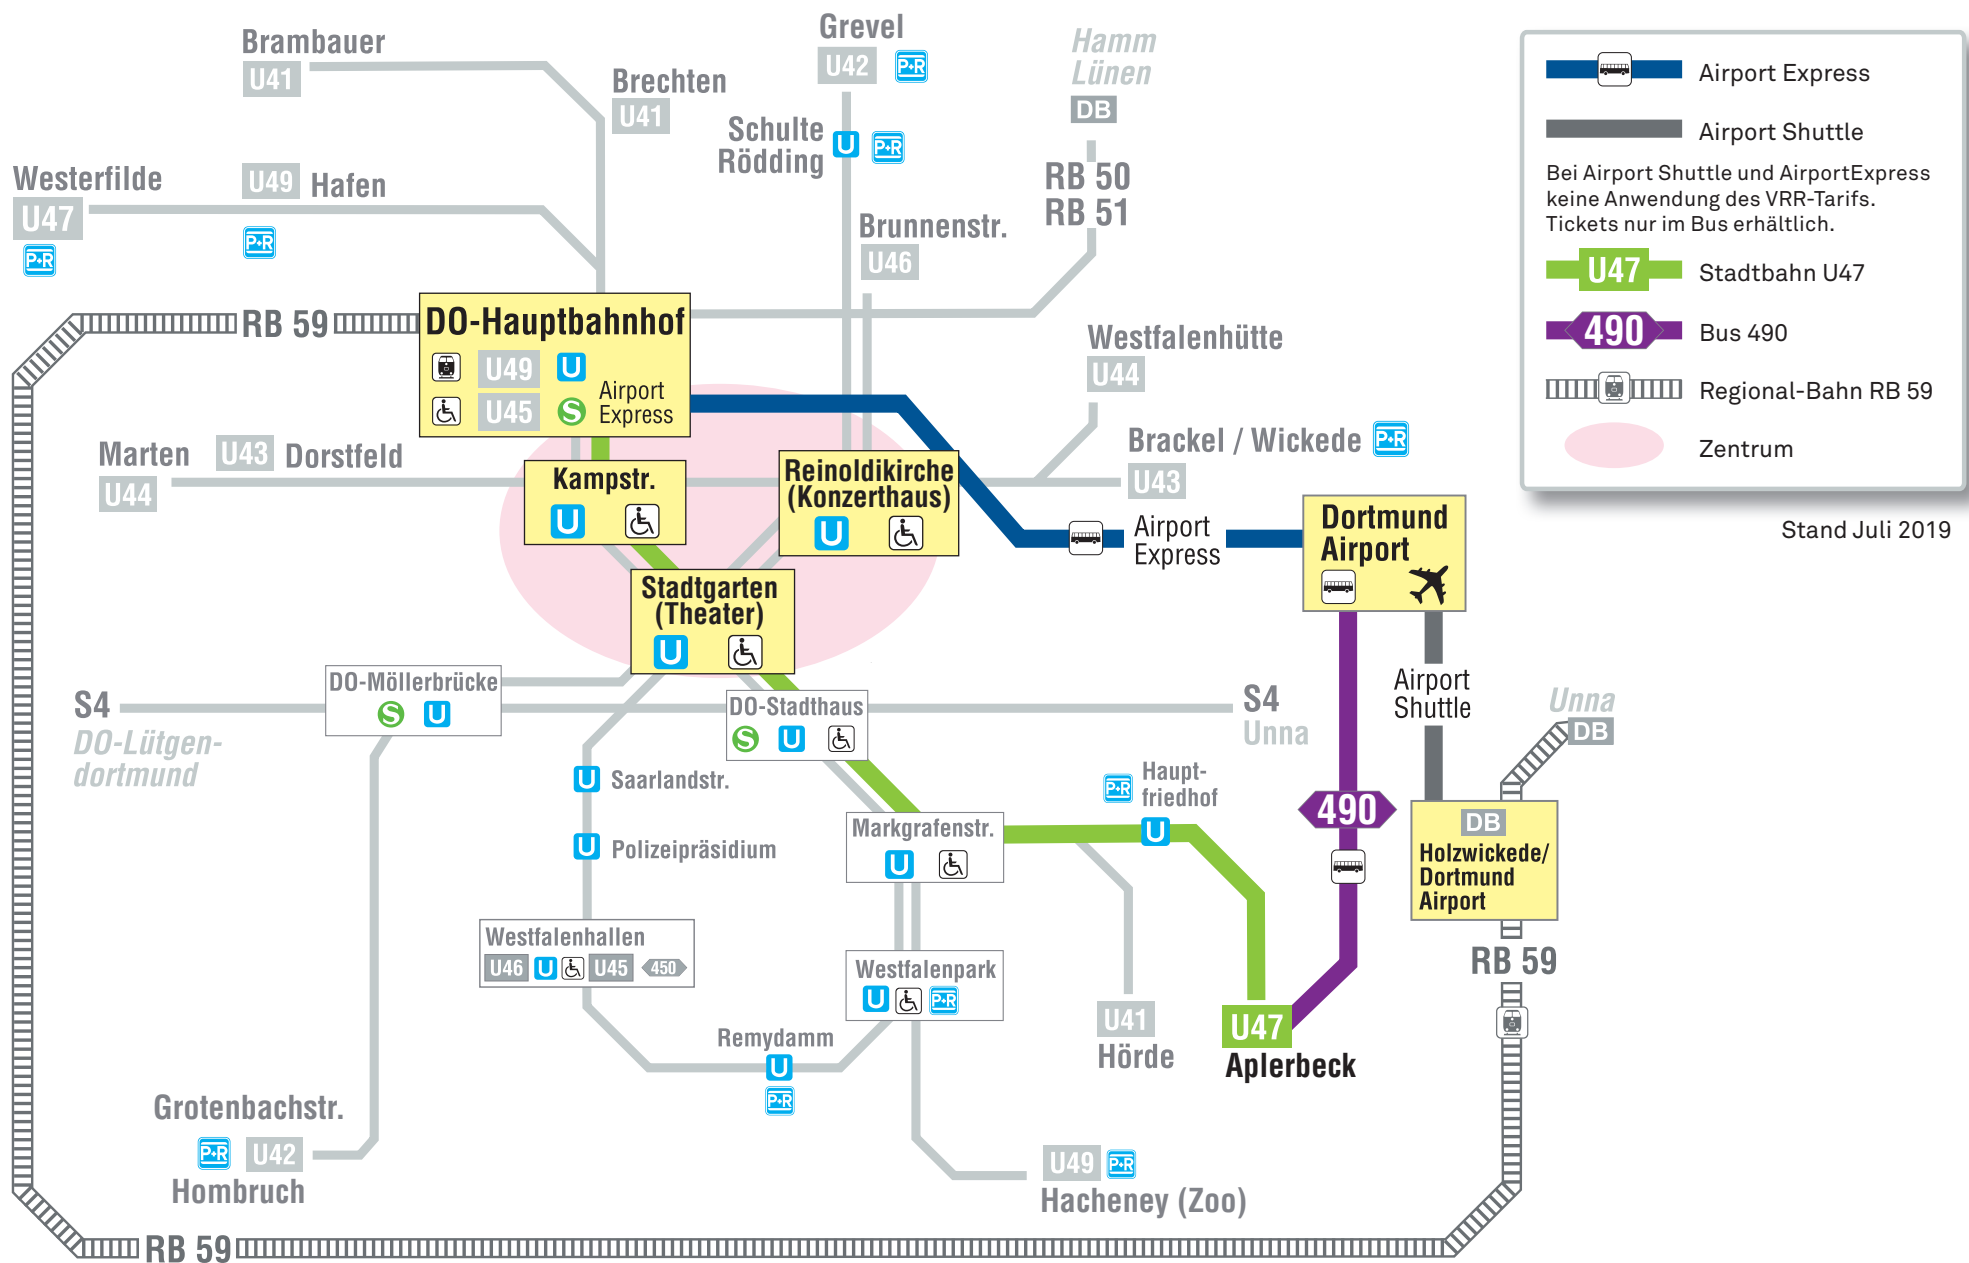 Brambauer
U41
Brechten
U41
Grevel
U42
P+R
Hamm
Lünen
DB
RB 50
RB 51
Schulte
Rödding
U
P+R
Westerfilde
U47
P+R
U49 Hafen
P+R
Brunnenstr.
U46
RB 59
DO-Hauptbahnhof
U49 U
U45 S
Airport
Express
Westfalenhütte
U44
Marten
U44
U43 Dorstfeld
Brackel / Wickede P+R
U43
Kampstr.
U
Reinoldikirche
(Konzerthaus)
U
Airport
Express
Dortmund
Airport
Stadtgarten
(Theater)
U
DO-Möllerbrücke
S U
S4
DO-Lütgen-
dortmund
DO-Stadthaus
S U
S4
Unna
Airport
Shuttle
Unna
DB
U Saarlandstr.
U Polizeipräsidium
P+R
Haupt-
friedhof
U
Markgrafenstr.
U
490
DB
Holzwickede/
Dortmund
Airport
RB 59
Westfalenhallen
U46 U U45 450
Westfalenpark
U P+R
Remydamm
U
P+R
U41
Hörde
U47
Aplerbeck
Grotenbachstr.
P+R U42
Hombruch
U49 P+R
Hacheney (Zoo)
RB 59
Airport Express
Airport Shuttle
Bei Airport Shuttle und AirportExpress
keine Anwendung des VRR-Tarifs.
Tickets nur im Bus erhältlich.
U47 Stadtbahn U47
490 Bus 490
Regional-Bahn RB 59
Zentrum
Stand Juli 2019